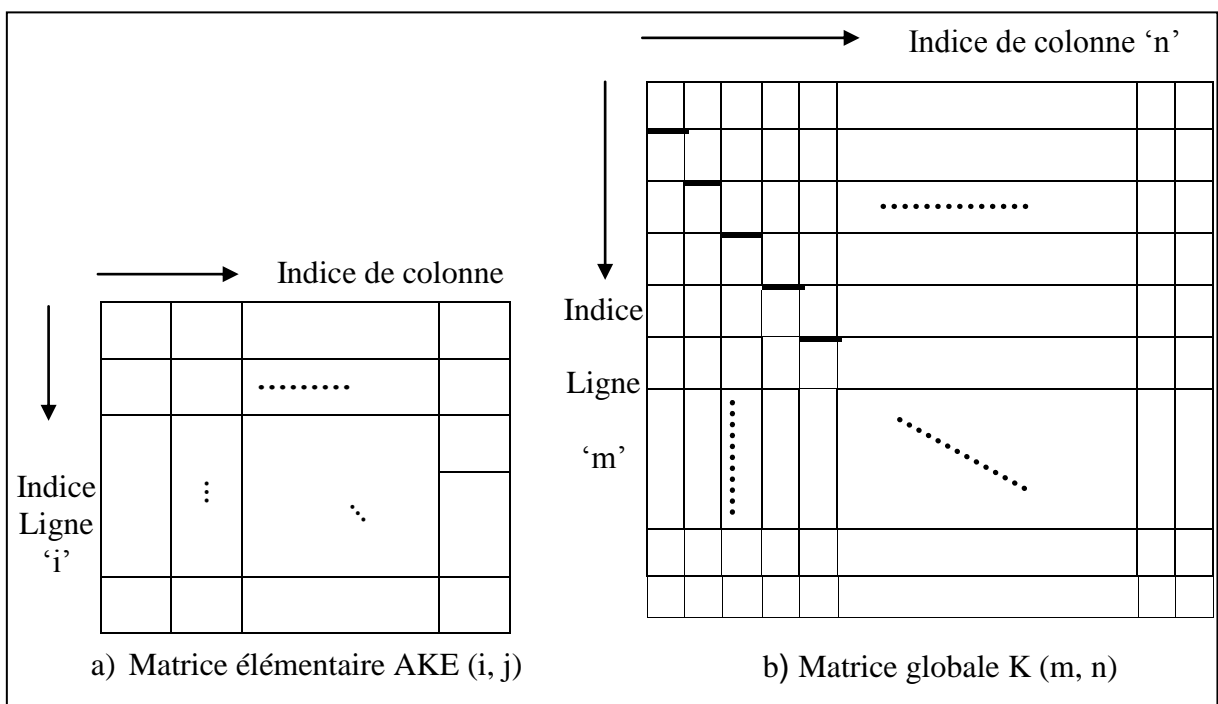 Indice de colonne ‘n’
Indice de colonne
Indice
Ligne
‘m’
Indice
Ligne
‘i’
a) Matrice élémentaire AKE (i, j)
b) Matrice globale K (m, n)